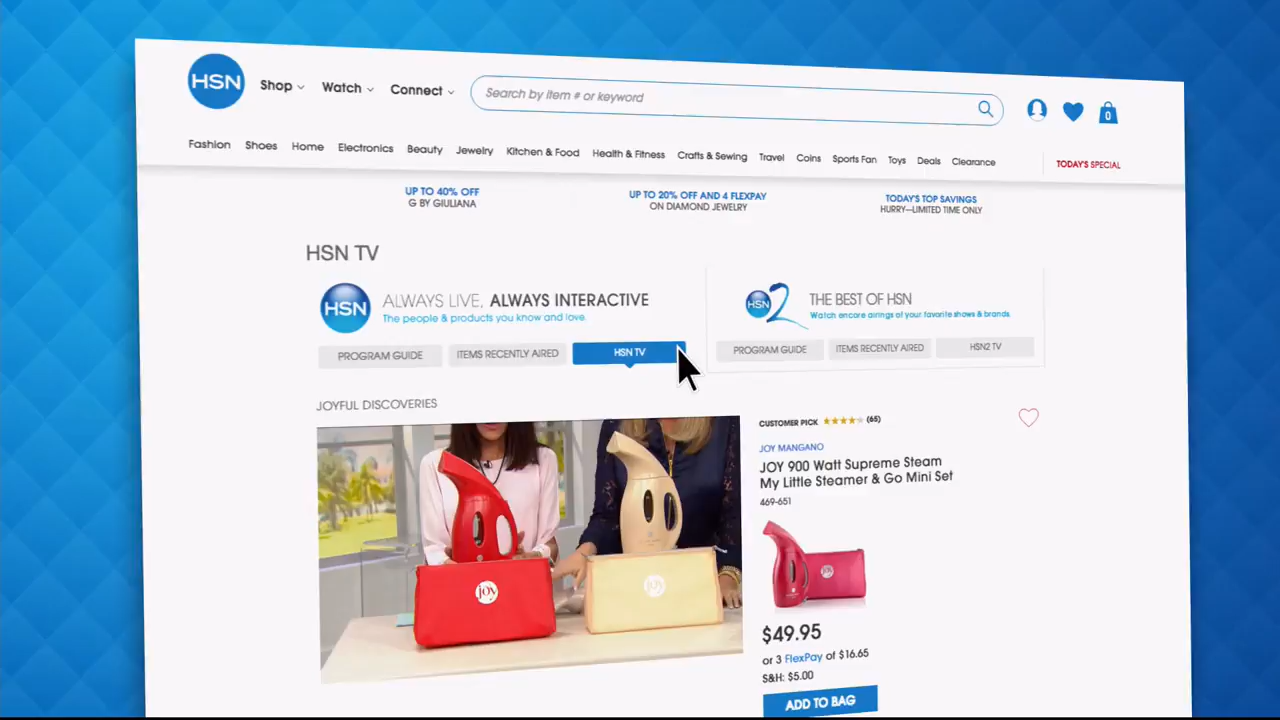 HSN
Shop
Watch
Connect
Search by item # or keyword
0
Fashion
Shoes
Home
Electronics
Beauty
Jewelry
Kitchen & Food
Health & Fitness
Crafts & Sewing
Travel
Coins
Sports Fan
Toys
Deals
Clearance
TODAY'S SPECIAL
UP TO 40% OFF
G BY GIULIANA
UP TO 20% OFF AND 4 FLEXPAY
ON DIAMOND JEWELRY
TODAY'S TOP SAVINGS
HURRY—LIMITED TIME ONLY
HSN TV
HSN
ALWAYS LIVE, ALWAYS INTERACTIVE
The people & products you know and love.
PROGRAM GUIDE
ITEMS RECENTLY AIRED
HSN TV
HSN2
THE BEST OF HSN
Watch encore airings of your favorite shows & brands.
PROGRAM GUIDE
ITEMS RECENTLY AIRED
HSN2 TV
JOYFUL DISCOVERIES
joy
joy
CUSTOMER PICK
(65)
JOY MANGANO
JOY 900 Watt Supreme Steam
My Little Steamer & Go Mini Set
469-651
joy
$49.95
or 3 FlexPay of $16.65
S&H: $5.00
ADD TO BAG